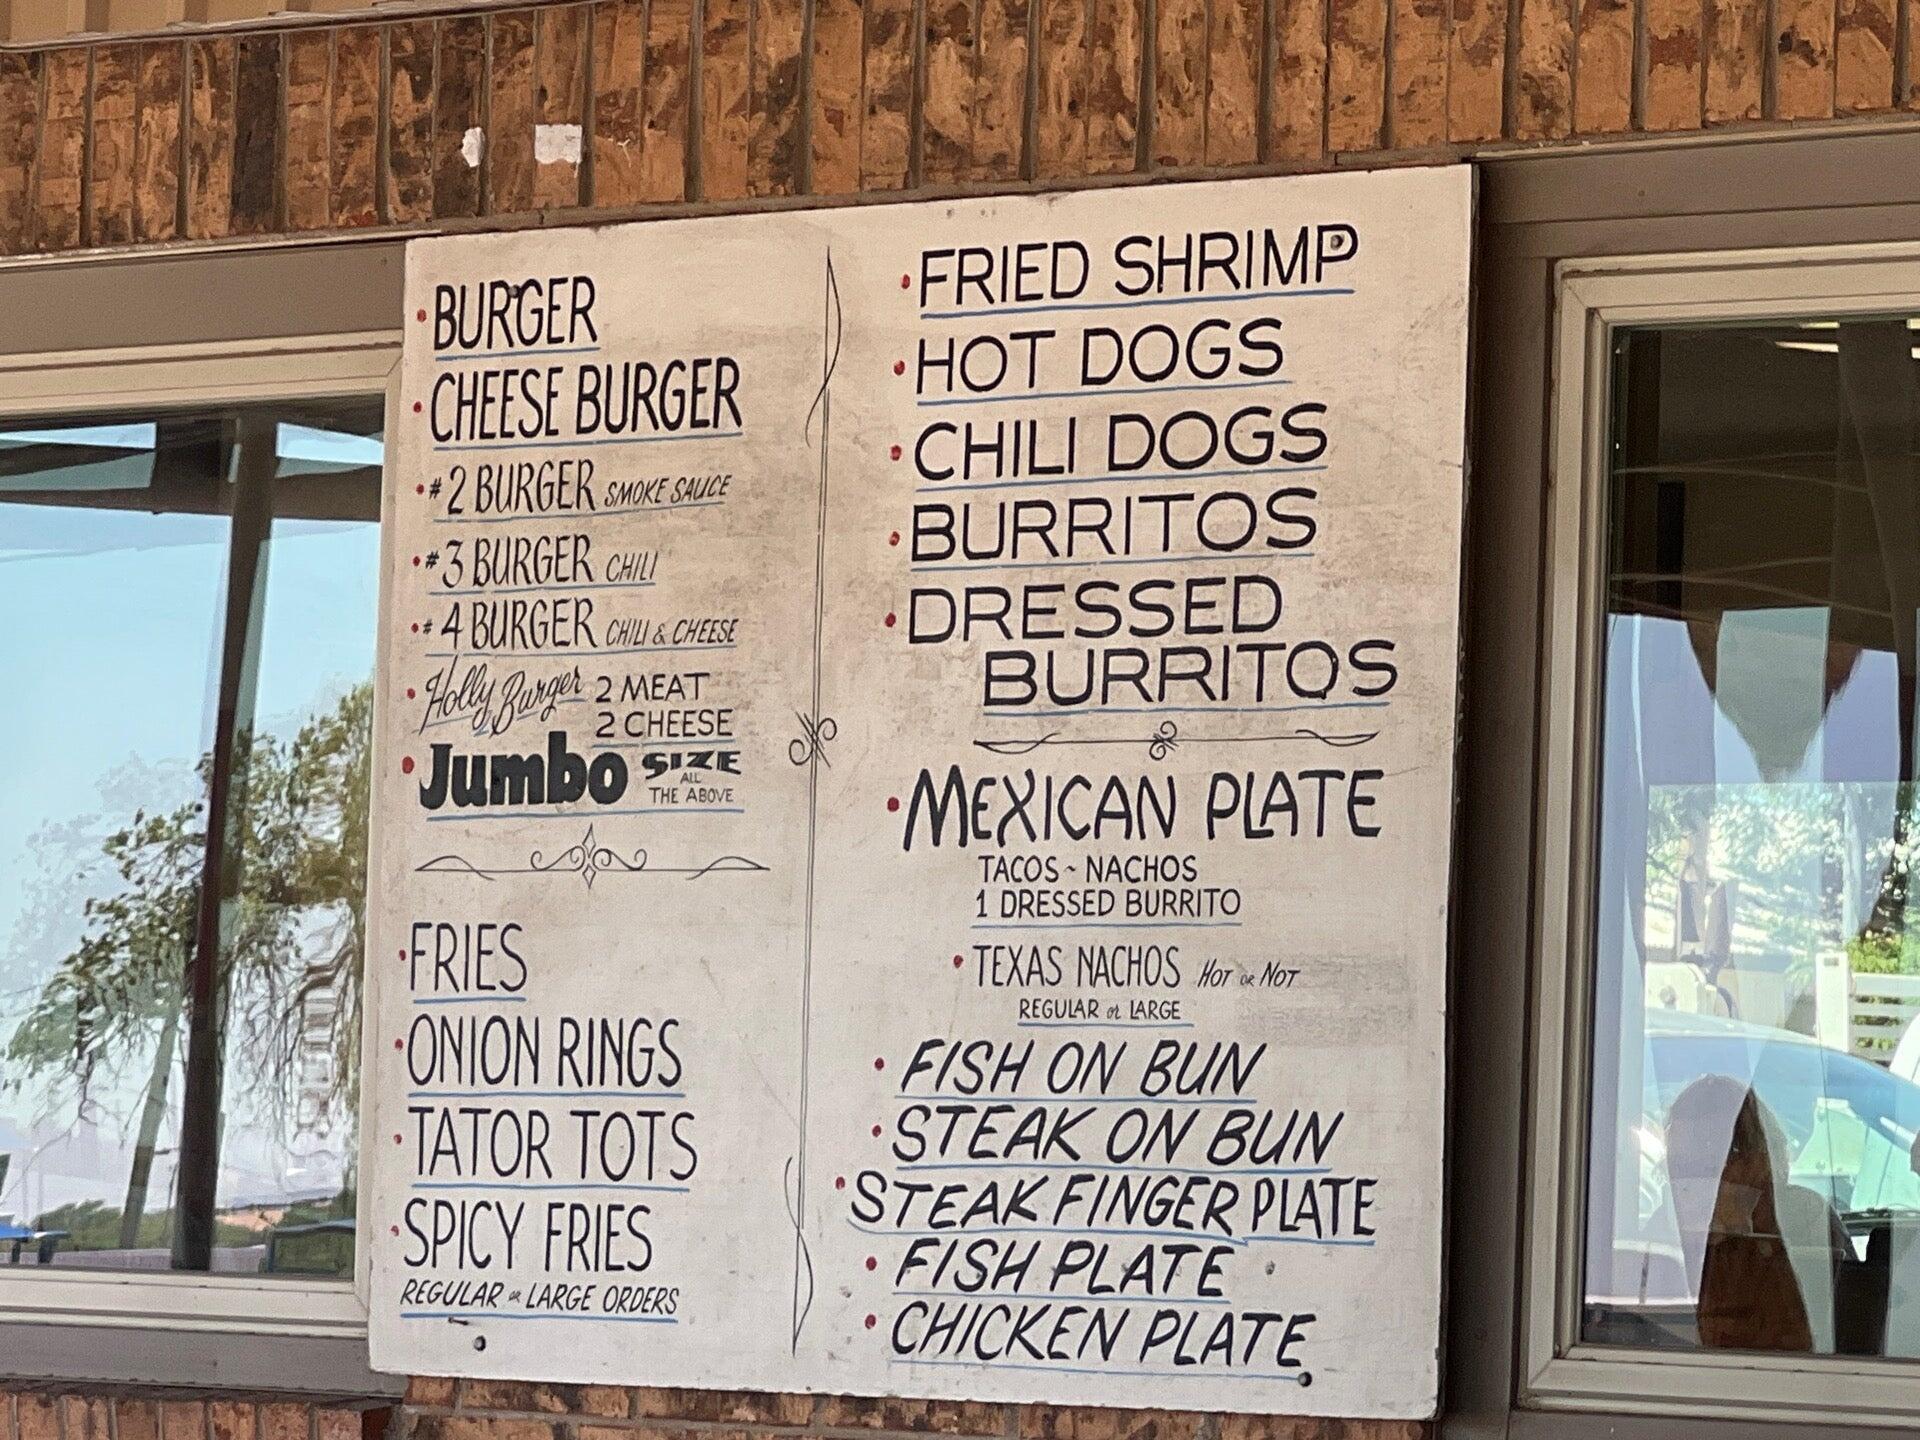 BURGER
CHEESE BURGER
#2 BURGER SMOKE SAUCE
#3 BURGER CHILI
#4 BURGER CHILI & CHEESE
Holly Burger 2 MEAT
2 CHEESE
Jumbo SIZE
ALL
THE ABOVE
FRIES
ONION RINGS
TATOR TOTS
SPICY FRIES
REGULAR or LARGE ORDERS
FRIED SHRIMP
HOT DOGS
CHILI DOGS
BURRITOS
DRESSED
BURRITOS
MEXICAN PLATE
TACOS ~ NACHOS
1 DRESSED BURRITO
TEXAS NACHOS HOT or NOT
REGULAR or LARGE
FISH ON BUN
STEAK ON BUN
STEAK FINGER PLATE
FISH PLATE
CHICKEN PLATE